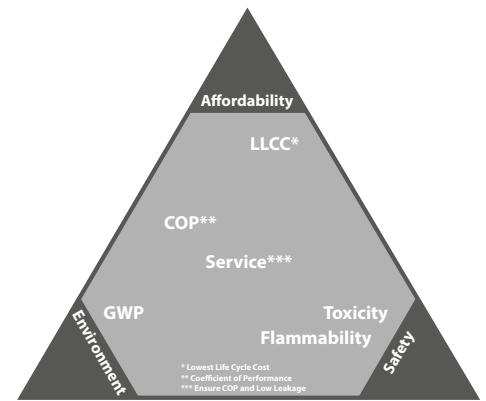 Affordability
LLCC*
COP**
Service***
GWP
Toxicity
Flammability
Environment
Safety
* Lowest Life Cycle Cost
** Coefficient of Performance
*** Ensure COP and Low Leakage